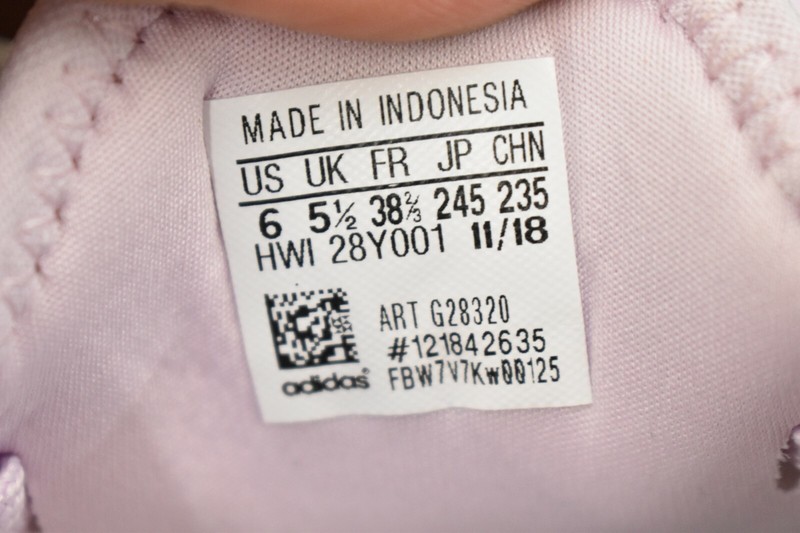 MADE IN INDONESIA
US UK FR JP CHN
6 5½ 38⅔ 245 235
HWI 28Y001 11/18
ART G28320
#121842635
adidas FBW7V7Kw00125